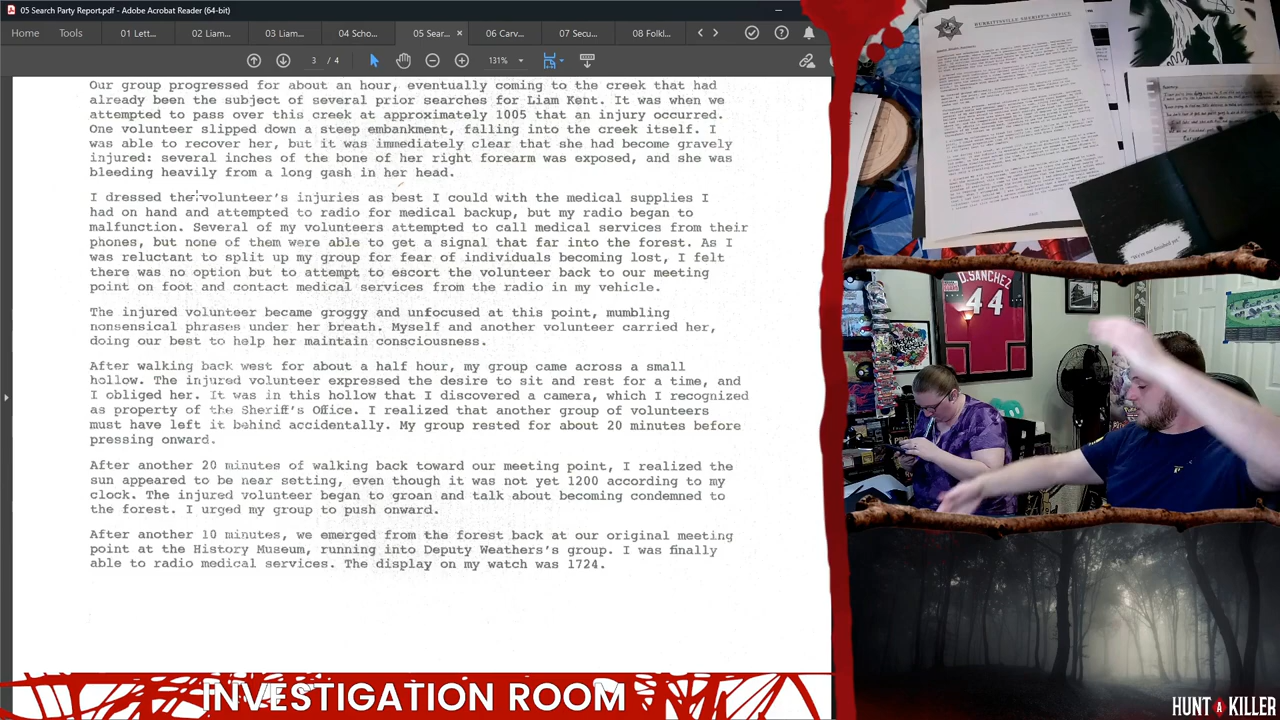 05 Search Party Report.pdf - Adobe Acrobat Reader (64-bit)
Home Tools 01 Lett... 02 Liam... 03 Liam... 04 Scho... 05 Sear... 06 Carv... 07 Secu... 08 Folkl...
3 / 4 131%
Our group progressed for about an hour, eventually coming to the creek that had
already been the subject of several prior searches for Liam Kent. It was when we
attempted to pass over this creek at approximately 1005 that an injury occurred.
One volunteer slipped down a steep embankment, falling into the creek itself. I
was able to recover her, but it was immediately clear that she had become gravely
injured: several inches of the bone of her right forearm was exposed, and she was
bleeding heavily from a long gash in her head.
I dressed the volunteer's injuries as best I could with the medical supplies I
had on hand and attempted to radio for medical backup, but my radio began to
malfunction. Several of my volunteers attempted to call medical services from their
phones, but none of them were able to get a signal that far into the forest. As I
was reluctant to split up my group for fear of individuals becoming lost, I felt
there was no option but to attempt to escort the volunteer back to our meeting
point on foot and contact medical services from the radio in my vehicle.
The injured volunteer became groggy and unfocused at this point, mumbling
nonsensical phrases under her breath. Myself and another volunteer carried her,
doing our best to help her maintain consciousness.
After walking back west for about a half hour, my group came across a small
hollow. The injured volunteer expressed the desire to sit and rest for a time, and
I obliged her. It was in this hollow that I discovered a camera, which I recognized
as property of the Sheriff's Office. I realized that another group of volunteers
must have left it behind accidentally. My group rested for about 20 minutes before
pressing onward.
After another 20 minutes of walking back toward our meeting point, I realized the
sun appeared to be near setting, even though it was not yet 1200 according to my
clock. The injured volunteer began to groan and talk about becoming condemned to
the forest. I urged my group to push onward.
After another 10 minutes, we emerged from the forest back at our original meeting
point at the History Museum, running into Deputy Weathers's group. I was finally
able to radio medical services. The display on my watch was 1724.
INVESTIGATION ROOM
SHERIFF'S OFFICE
"We're not finished yet."
D.SANCHEZ
44
HUNT A KILLER